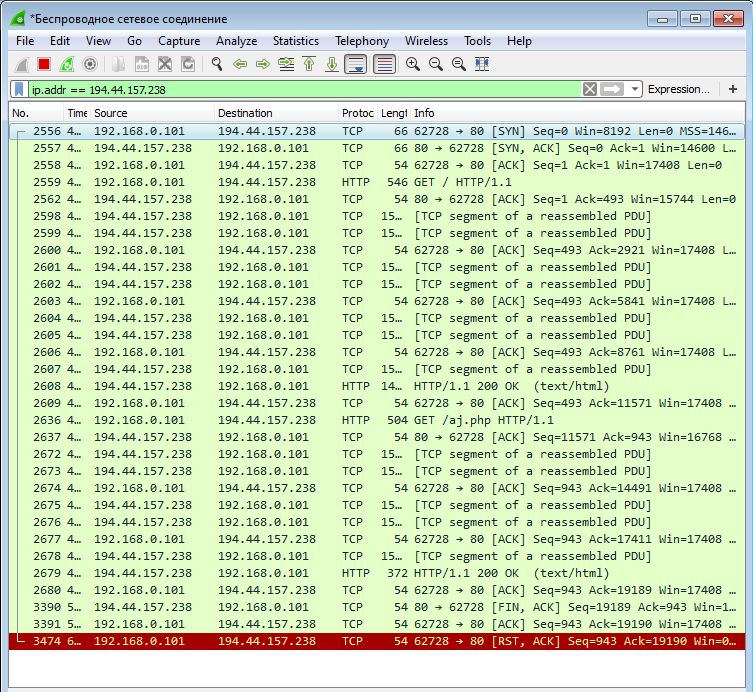 *Беспроводное сетевое соединение
File Edit View Go Capture Analyze Statistics Telephony Wireless Tools Help
ip.addr == 194.44.157.238 Expression… +
No. Time Source Destination Protoc Lengt Info
2556 4… 192.168.0.101 194.44.157.238 TCP 66 62728 → 80 [SYN] Seq=0 Win=8192 Len=0 MSS=146…
2557 4… 194.44.157.238 192.168.0.101 TCP 66 80 → 62728 [SYN, ACK] Seq=0 Ack=1 Win=14600 L…
2558 4… 192.168.0.101 194.44.157.238 TCP 54 62728 → 80 [ACK] Seq=1 Ack=1 Win=17408 Len=0
2559 4… 192.168.0.101 194.44.157.238 HTTP 546 GET / HTTP/1.1
2562 4… 194.44.157.238 192.168.0.101 TCP 54 80 → 62728 [ACK] Seq=1 Ack=493 Win=15744 Len=0
2598 4… 194.44.157.238 192.168.0.101 TCP 15… [TCP segment of a reassembled PDU]
2599 4… 194.44.157.238 192.168.0.101 TCP 15… [TCP segment of a reassembled PDU]
2600 4… 192.168.0.101 194.44.157.238 TCP 54 62728 → 80 [ACK] Seq=493 Ack=2921 Win=17408 L…
2601 4… 194.44.157.238 192.168.0.101 TCP 15… [TCP segment of a reassembled PDU]
2602 4… 194.44.157.238 192.168.0.101 TCP 15… [TCP segment of a reassembled PDU]
2603 4… 192.168.0.101 194.44.157.238 TCP 54 62728 → 80 [ACK] Seq=493 Ack=5841 Win=17408 L…
2604 4… 194.44.157.238 192.168.0.101 TCP 15… [TCP segment of a reassembled PDU]
2605 4… 194.44.157.238 192.168.0.101 TCP 15… [TCP segment of a reassembled PDU]
2606 4… 192.168.0.101 194.44.157.238 TCP 54 62728 → 80 [ACK] Seq=493 Ack=8761 Win=17408 L…
2607 4… 194.44.157.238 192.168.0.101 TCP 15… [TCP segment of a reassembled PDU]
2608 4… 194.44.157.238 192.168.0.101 HTTP 14… HTTP/1.1 200 OK (text/html)
2609 4… 192.168.0.101 194.44.157.238 TCP 54 62728 → 80 [ACK] Seq=493 Ack=11571 Win=17408 …
2636 4… 192.168.0.101 194.44.157.238 HTTP 504 GET /aj.php HTTP/1.1
2637 4… 194.44.157.238 192.168.0.101 TCP 54 80 → 62728 [ACK] Seq=11571 Ack=943 Win=16768 …
2672 4… 194.44.157.238 192.168.0.101 TCP 15… [TCP segment of a reassembled PDU]
2673 4… 194.44.157.238 192.168.0.101 TCP 15… [TCP segment of a reassembled PDU]
2674 4… 192.168.0.101 194.44.157.238 TCP 54 62728 → 80 [ACK] Seq=943 Ack=14491 Win=17408 …
2675 4… 194.44.157.238 192.168.0.101 TCP 15… [TCP segment of a reassembled PDU]
2676 4… 194.44.157.238 192.168.0.101 TCP 15… [TCP segment of a reassembled PDU]
2677 4… 192.168.0.101 194.44.157.238 TCP 54 62728 → 80 [ACK] Seq=943 Ack=17411 Win=17408 …
2678 4… 194.44.157.238 192.168.0.101 TCP 15… [TCP segment of a reassembled PDU]
2679 4… 194.44.157.238 192.168.0.101 HTTP 372 HTTP/1.1 200 OK (text/html)
2680 4… 192.168.0.101 194.44.157.238 TCP 54 62728 → 80 [ACK] Seq=943 Ack=19189 Win=17408 …
3390 5… 194.44.157.238 192.168.0.101 TCP 54 80 → 62728 [FIN, ACK] Seq=19189 Ack=943 Win=1…
3391 5… 192.168.0.101 194.44.157.238 TCP 54 62728 → 80 [ACK] Seq=943 Ack=19190 Win=17408 …
3474 6… 192.168.0.101 194.44.157.238 TCP 54 62728 → 80 [RST, ACK] Seq=943 Ack=19190 Win=0…